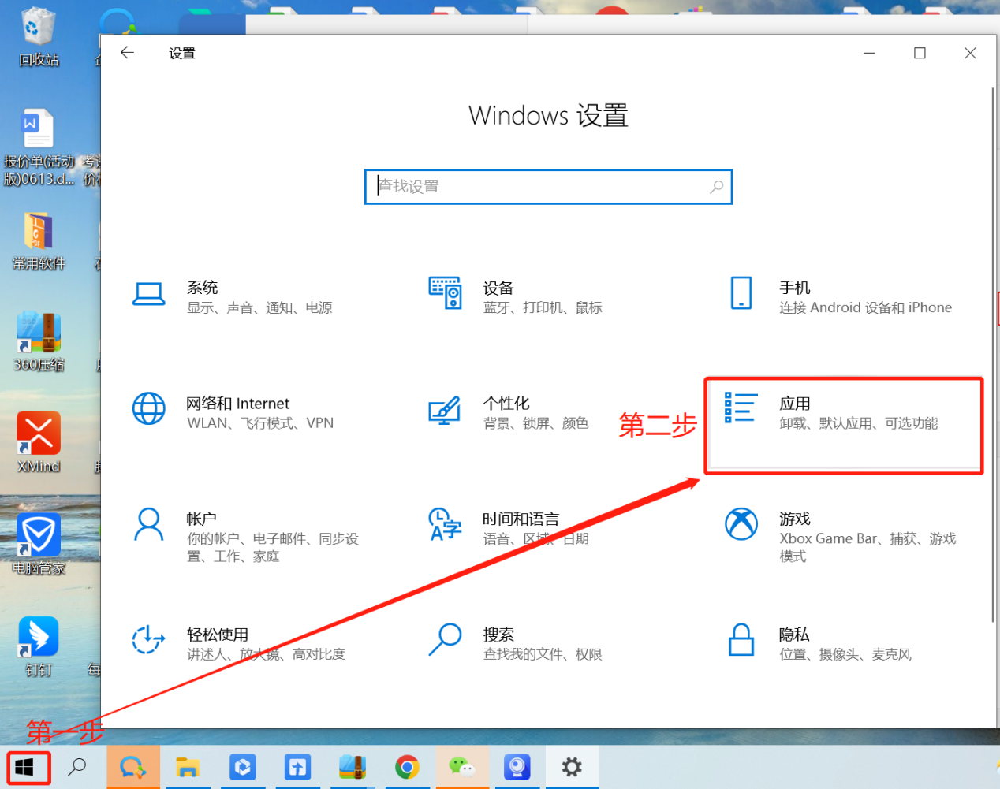 回收站
设置
Windows 设置
查找设置
报价单(活动
版)0613.d...
常用软件
360压缩
XMind
电脑管家
钉钉
系统
显示、声音、通知、电源
设备
蓝牙、打印机、鼠标
手机
连接 Android 设备和 iPhone
网络和 Internet
WLAN、飞行模式、VPN
个性化
背景、锁屏、颜色
第二步
应用
卸载、默认应用、可选功能
帐户
你的帐户、电子邮件、同步设
置、工作、家庭
时间和语言
语音、区域、日期
游戏
Xbox Game Bar、捕获、游戏
模式
轻松使用
讲述人、放大镜、高对比度
搜索
查找我的文件、权限
隐私
位置、摄像头、麦克风
第一步